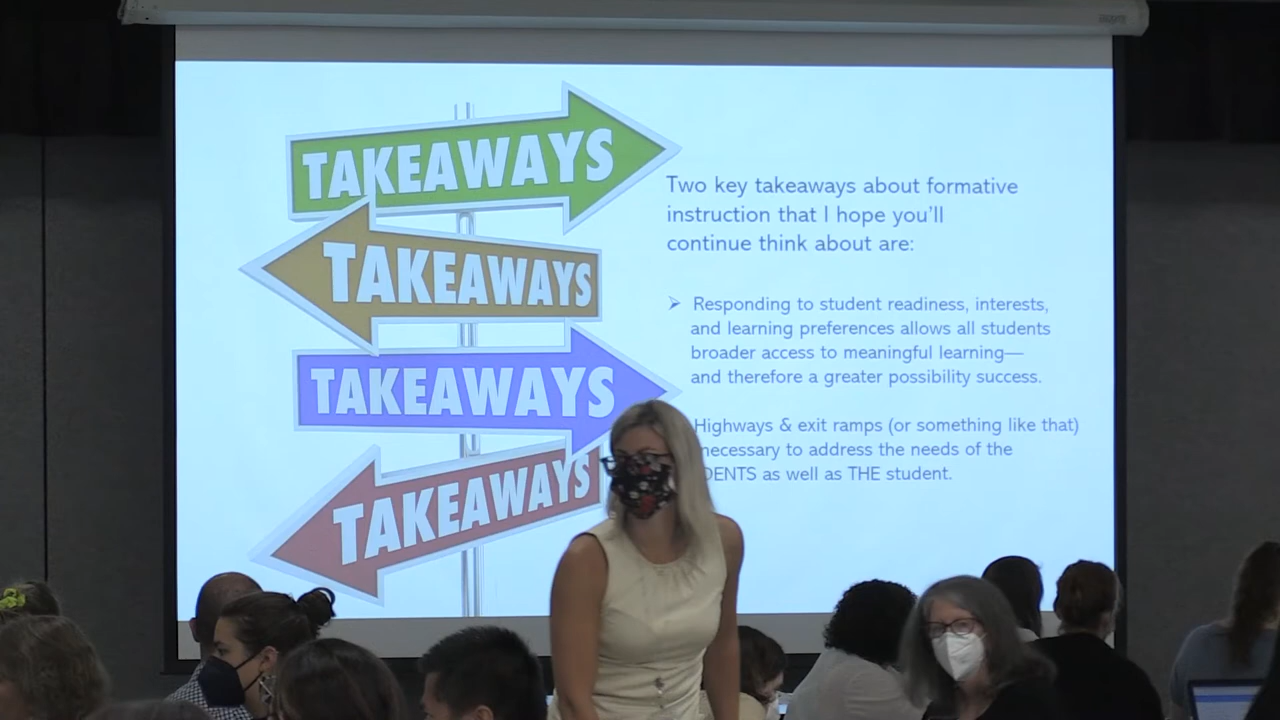 TAKEAWAYS
TAKEAWAYS
TAKEAWAYS
TAKEAWAYS
Two key takeaways about formative
instruction that I hope you'll
continue think about are:
➢ Responding to student readiness, interests,
and learning preferences allows all students
broader access to meaningful learning—
and therefore a greater possibility success.
Highways & exit ramps (or something like that)
necessary to address the needs of the
DENTS as well as THE student.